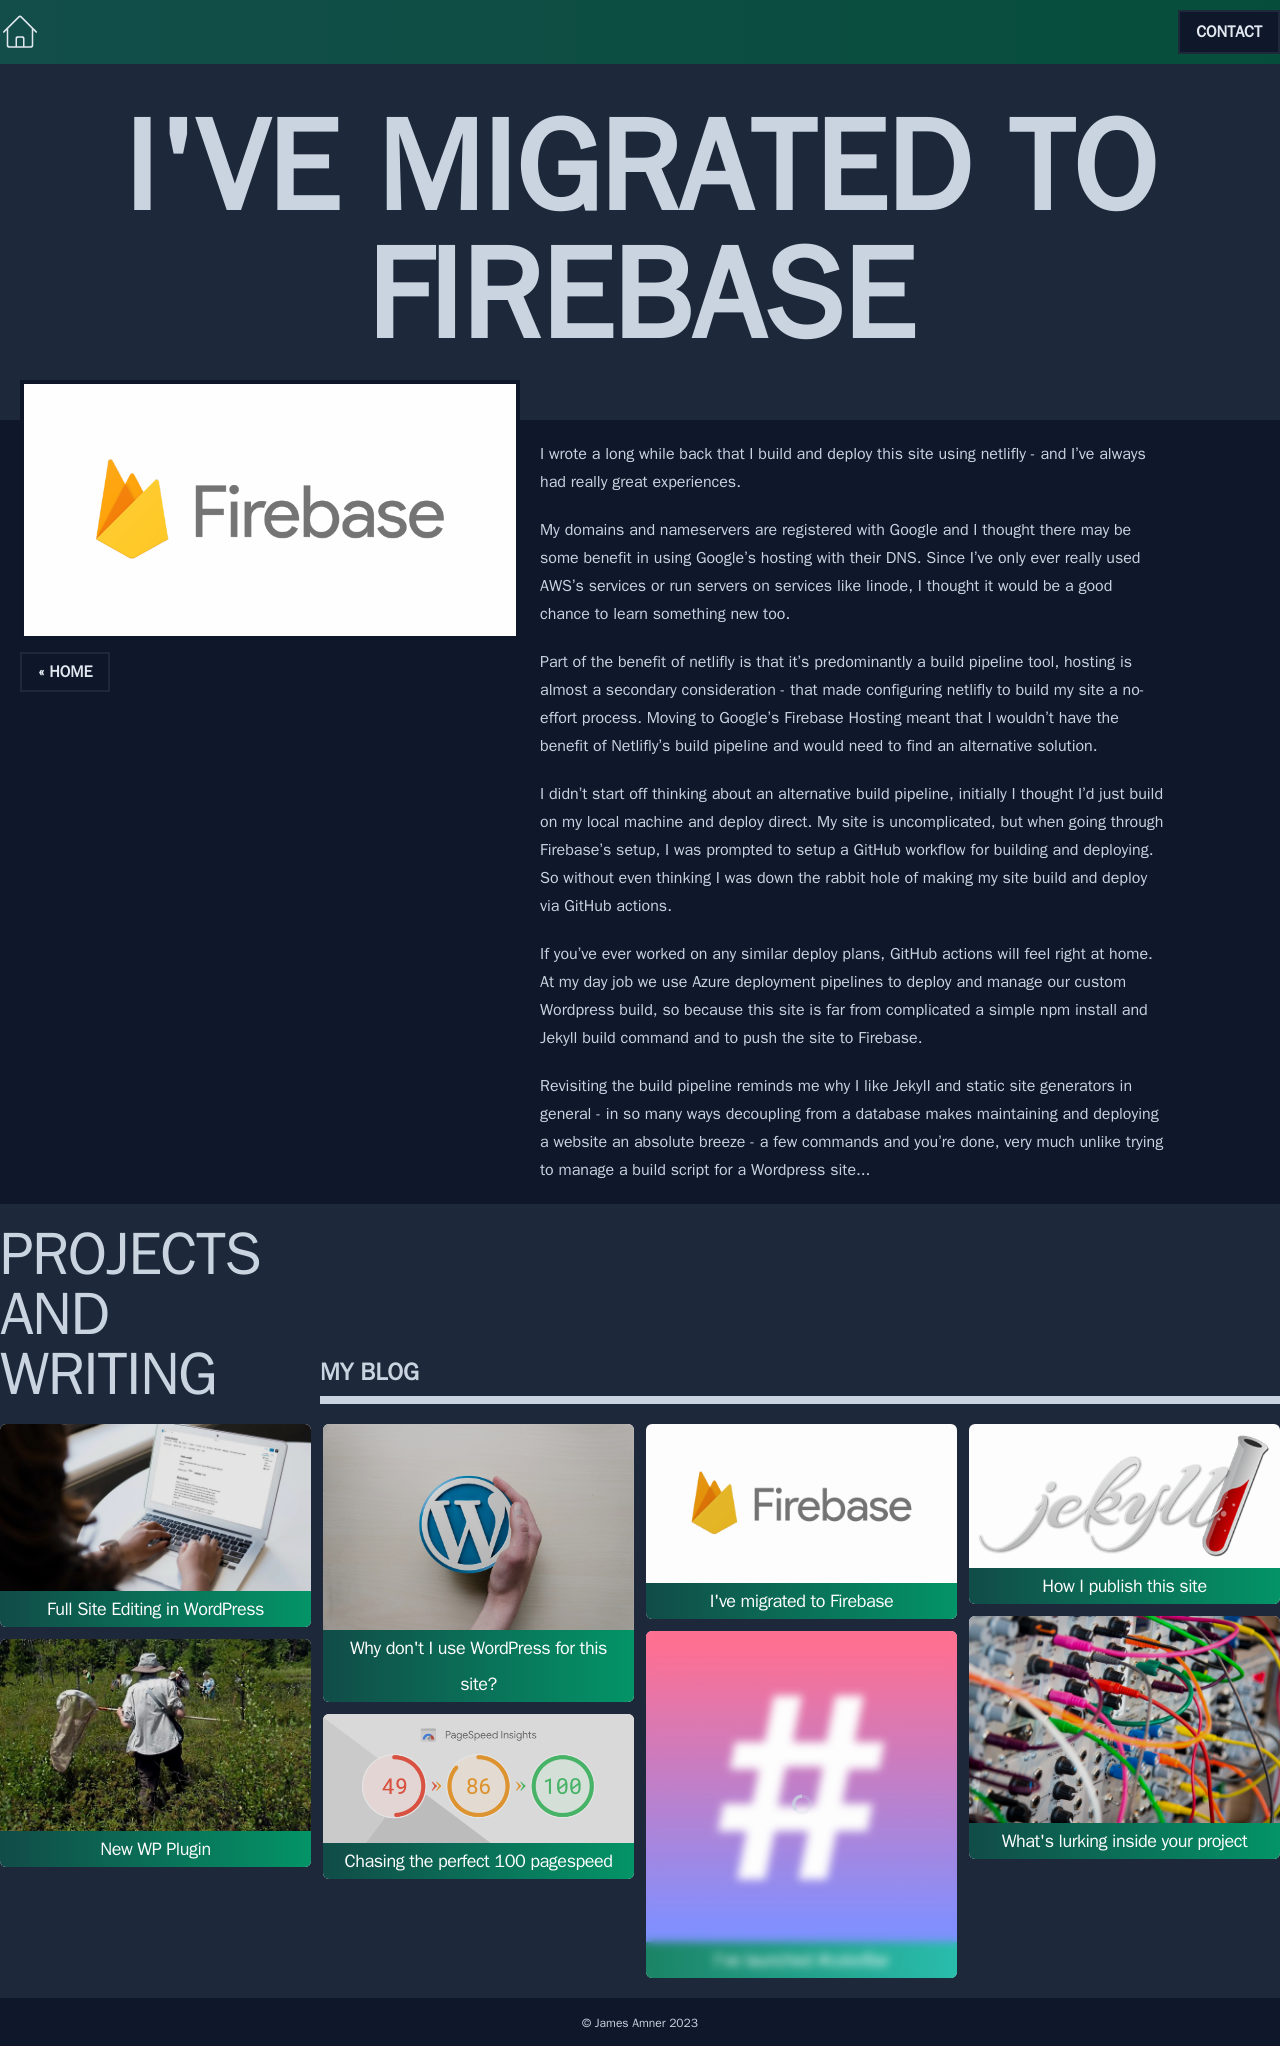 CONTACT
I'VE MIGRATED TO
FIREBASE
Firebase
« HOME
I wrote a long while back that I build and deploy this site using netlifly - and I’ve always
had really great experiences.
My domains and nameservers are registered with Google and I thought there may be
some benefit in using Google’s hosting with their DNS. Since I’ve only ever really used
AWS’s services or run servers on services like linode, I thought it would be a good
chance to learn something new too.
Part of the benefit of netlifly is that it’s predominantly a build pipeline tool, hosting is
almost a secondary consideration - that made configuring netlifly to build my site a no-
effort process. Moving to Google’s Firebase Hosting meant that I wouldn’t have the
benefit of Netlifly’s build pipeline and would need to find an alternative solution.
I didn’t start off thinking about an alternative build pipeline, initially I thought I’d just build
on my local machine and deploy direct. My site is uncomplicated, but when going through
Firebase’s setup, I was prompted to setup a GitHub workflow for building and deploying.
So without even thinking I was down the rabbit hole of making my site build and deploy
via GitHub actions.
If you’ve ever worked on any similar deploy plans, GitHub actions will feel right at home.
At my day job we use Azure deployment pipelines to deploy and manage our custom
Wordpress build, so because this site is far from complicated a simple npm install and
Jekyll build command and to push the site to Firebase.
Revisiting the build pipeline reminds me why I like Jekyll and static site generators in
general - in so many ways decoupling from a database makes maintaining and deploying
a website an absolute breeze - a few commands and you’re done, very much unlike trying
to manage a build script for a Wordpress site...
PROJECTS
AND
WRITING
MY BLOG
Full Site Editing in WordPress
New WP Plugin
W
Why don't I use WordPress for this
site?
PageSpeed Insights
49 » 86 » 100
Chasing the perfect 100 pagespeed
Firebase
I've migrated to Firebase
#
jekyll
How I publish this site
What's lurking inside your project
© James Amner 2023